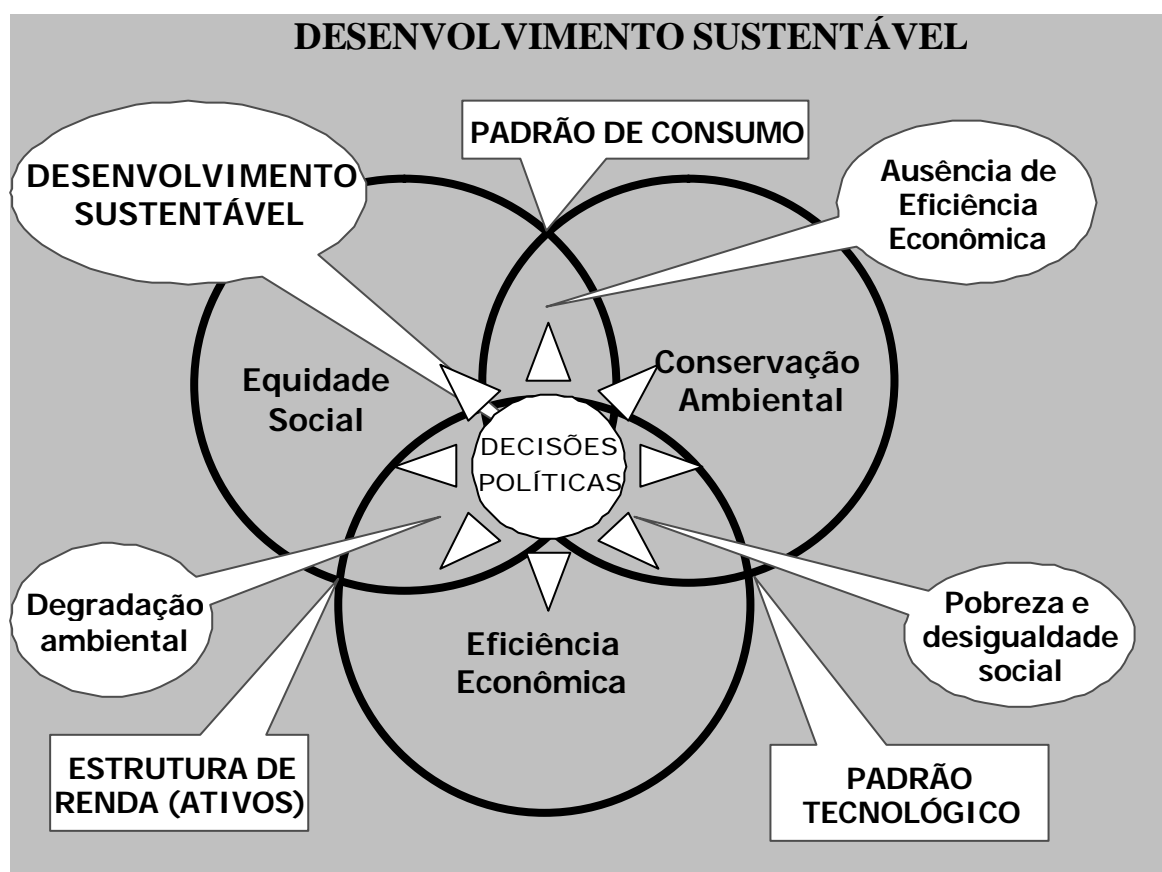 DESENVOLVIMENTO SUSTENTÁVEL
PADRÃO DE CONSUMO
DESENVOLVIMENTO
SUSTENTÁVEL
Ausência de
Eficiência
Econômica
Equidade
Social
Conservação
Ambiental
DECISÕES
POLÍTICAS
Degradação
ambiental
Eficiência
Econômica
Pobreza e
desigualdade
social
ESTRUTURA DE
RENDA (ATIVOS)
PADRÃO
TECNOLÓGICO